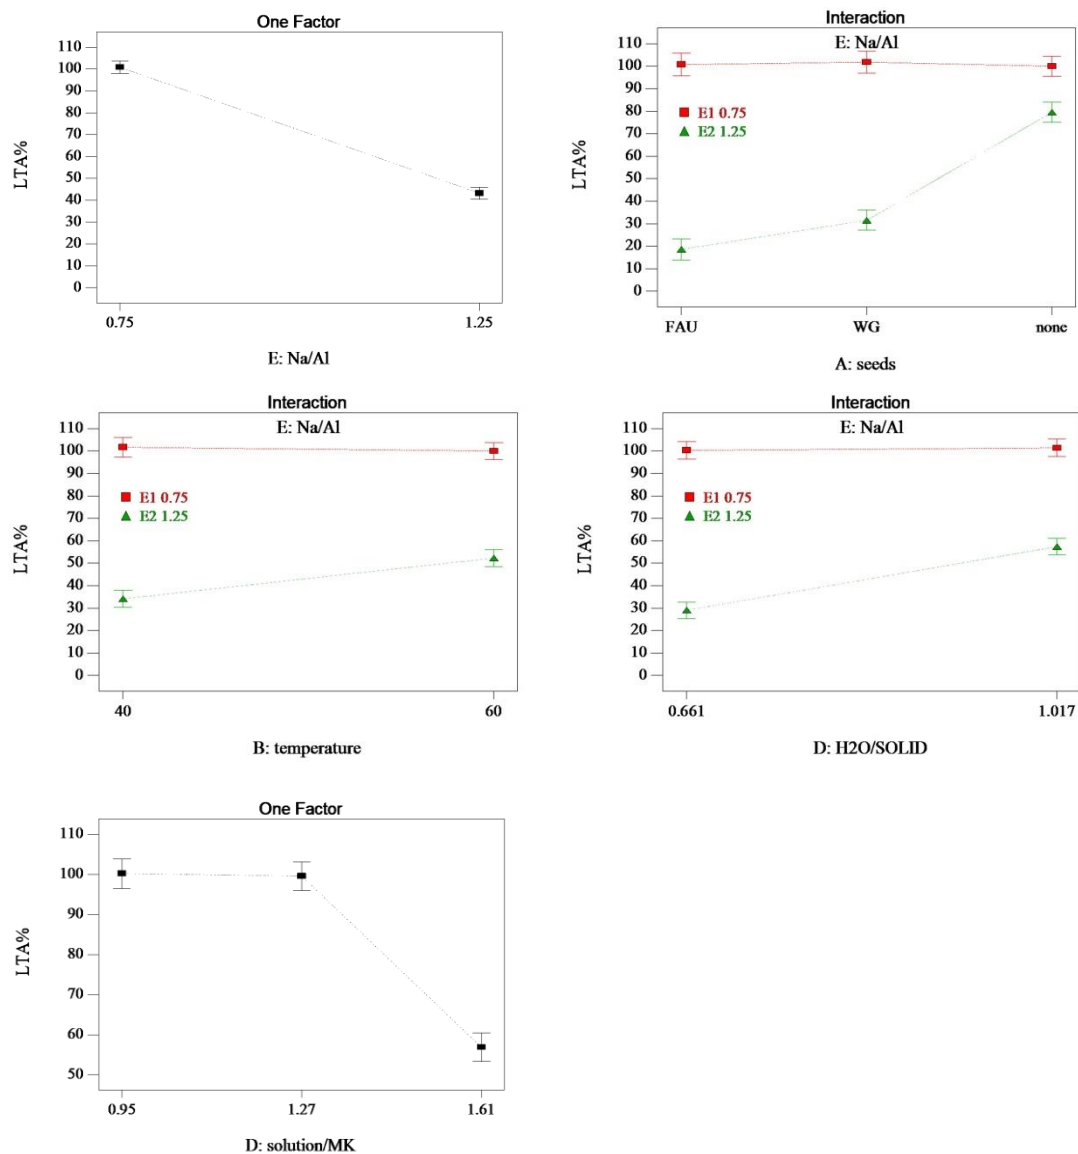 One Factor
110
100
90
80
70
60
50
40
30
20
10
0
LTA%
0.75 1.25
E: Na/Al
Interaction
E: Na/Al
110
100
90
80
70
60
50
40
30
20
10
0
LTA%
E1 0.75
E2 1.25
FAU WG none
A: seeds
Interaction
E: Na/Al
110
100
90
80
70
60
50
40
30
20
10
0
LTA%
E1 0.75
E2 1.25
40 60
B: temperature
Interaction
E: Na/Al
110
100
90
80
70
60
50
40
30
20
10
0
LTA%
E1 0.75
E2 1.25
0.661 1.017
D: H2O/SOLID
One Factor
110
100
90
80
70
60
50
LTA%
0.95 1.27 1.61
D: solution/MK